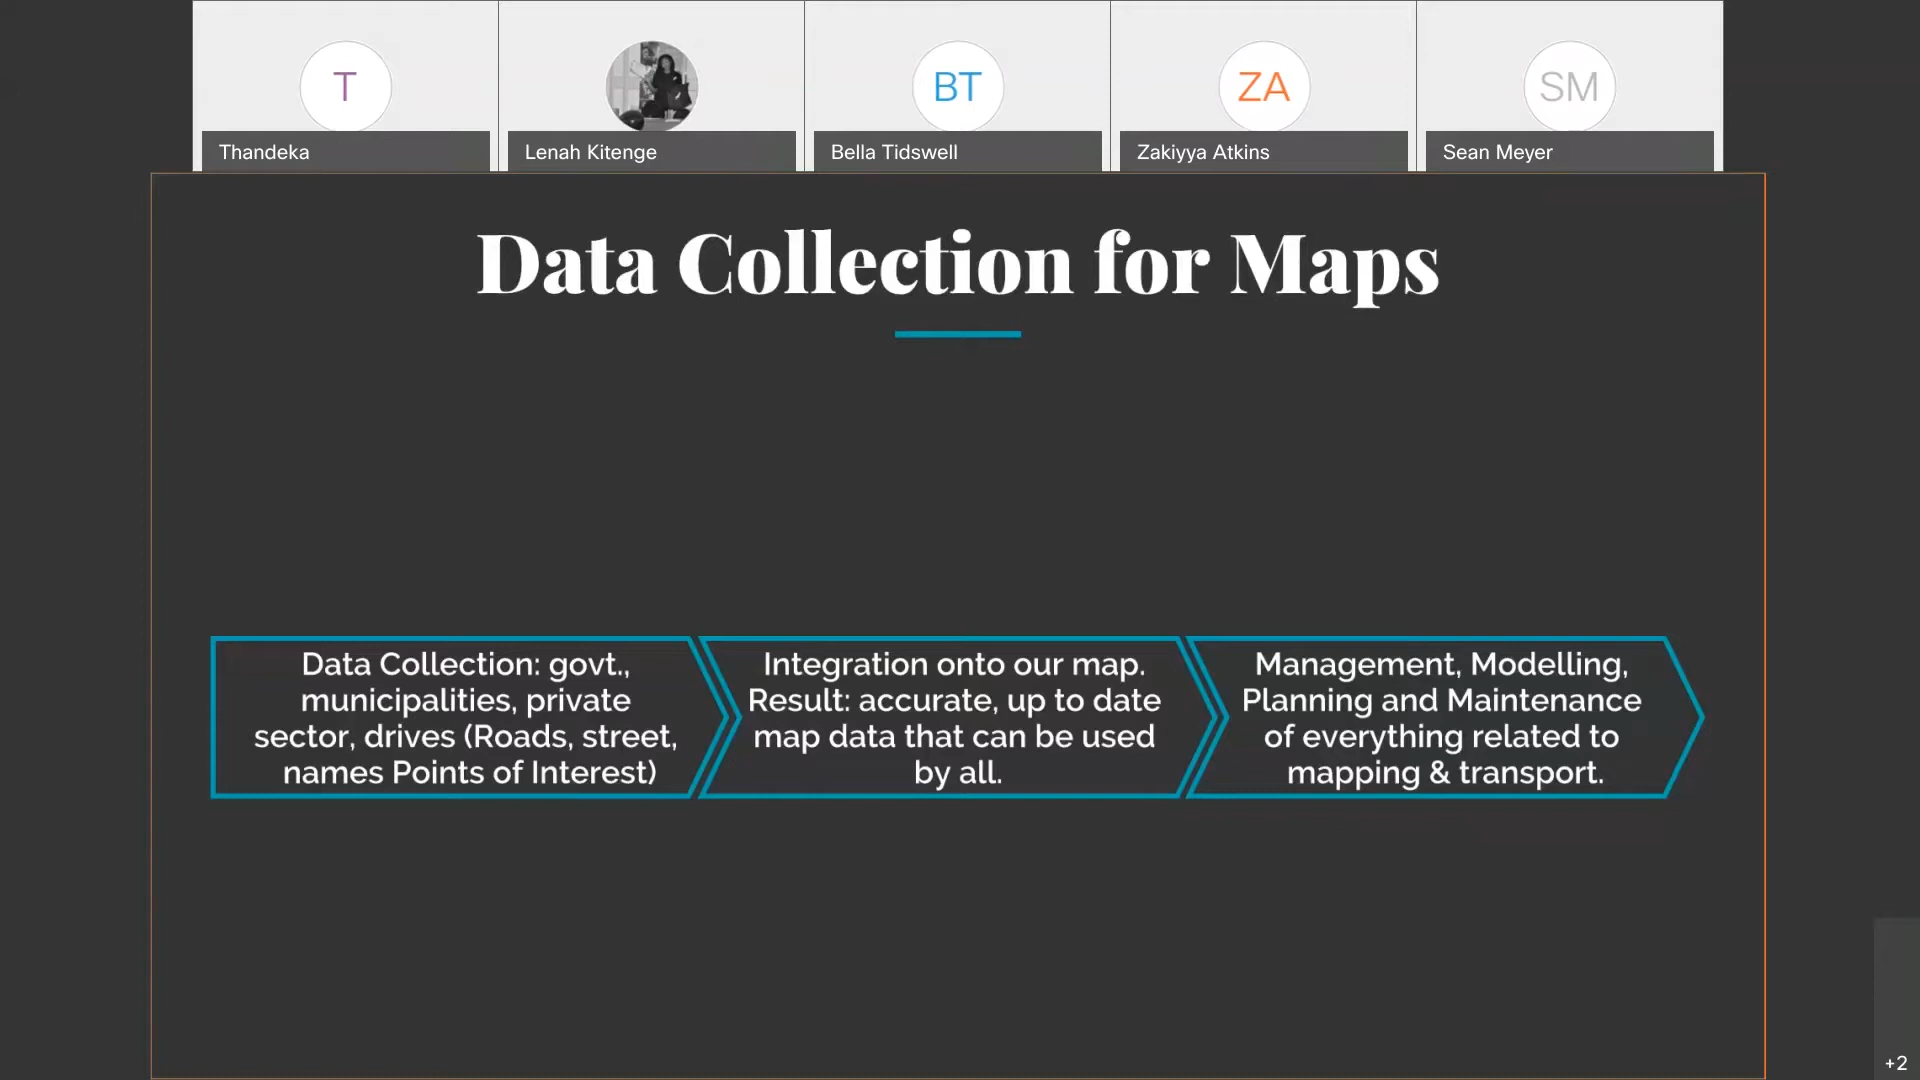 T
BT
ZA
SM
Thandeka
Lenah Kitenge
Bella Tidswell
Zakiyya Atkins
Sean Meyer
Data Collection for Maps
Data Collection: govt.,
municipalities, private
sector, drives (Roads, street,
names Points of Interest)
Integration onto our map.
Result: accurate, up to date
map data that can be used
by all.
Management, Modelling,
Planning and Maintenance
of everything related to
mapping & transport.
+2